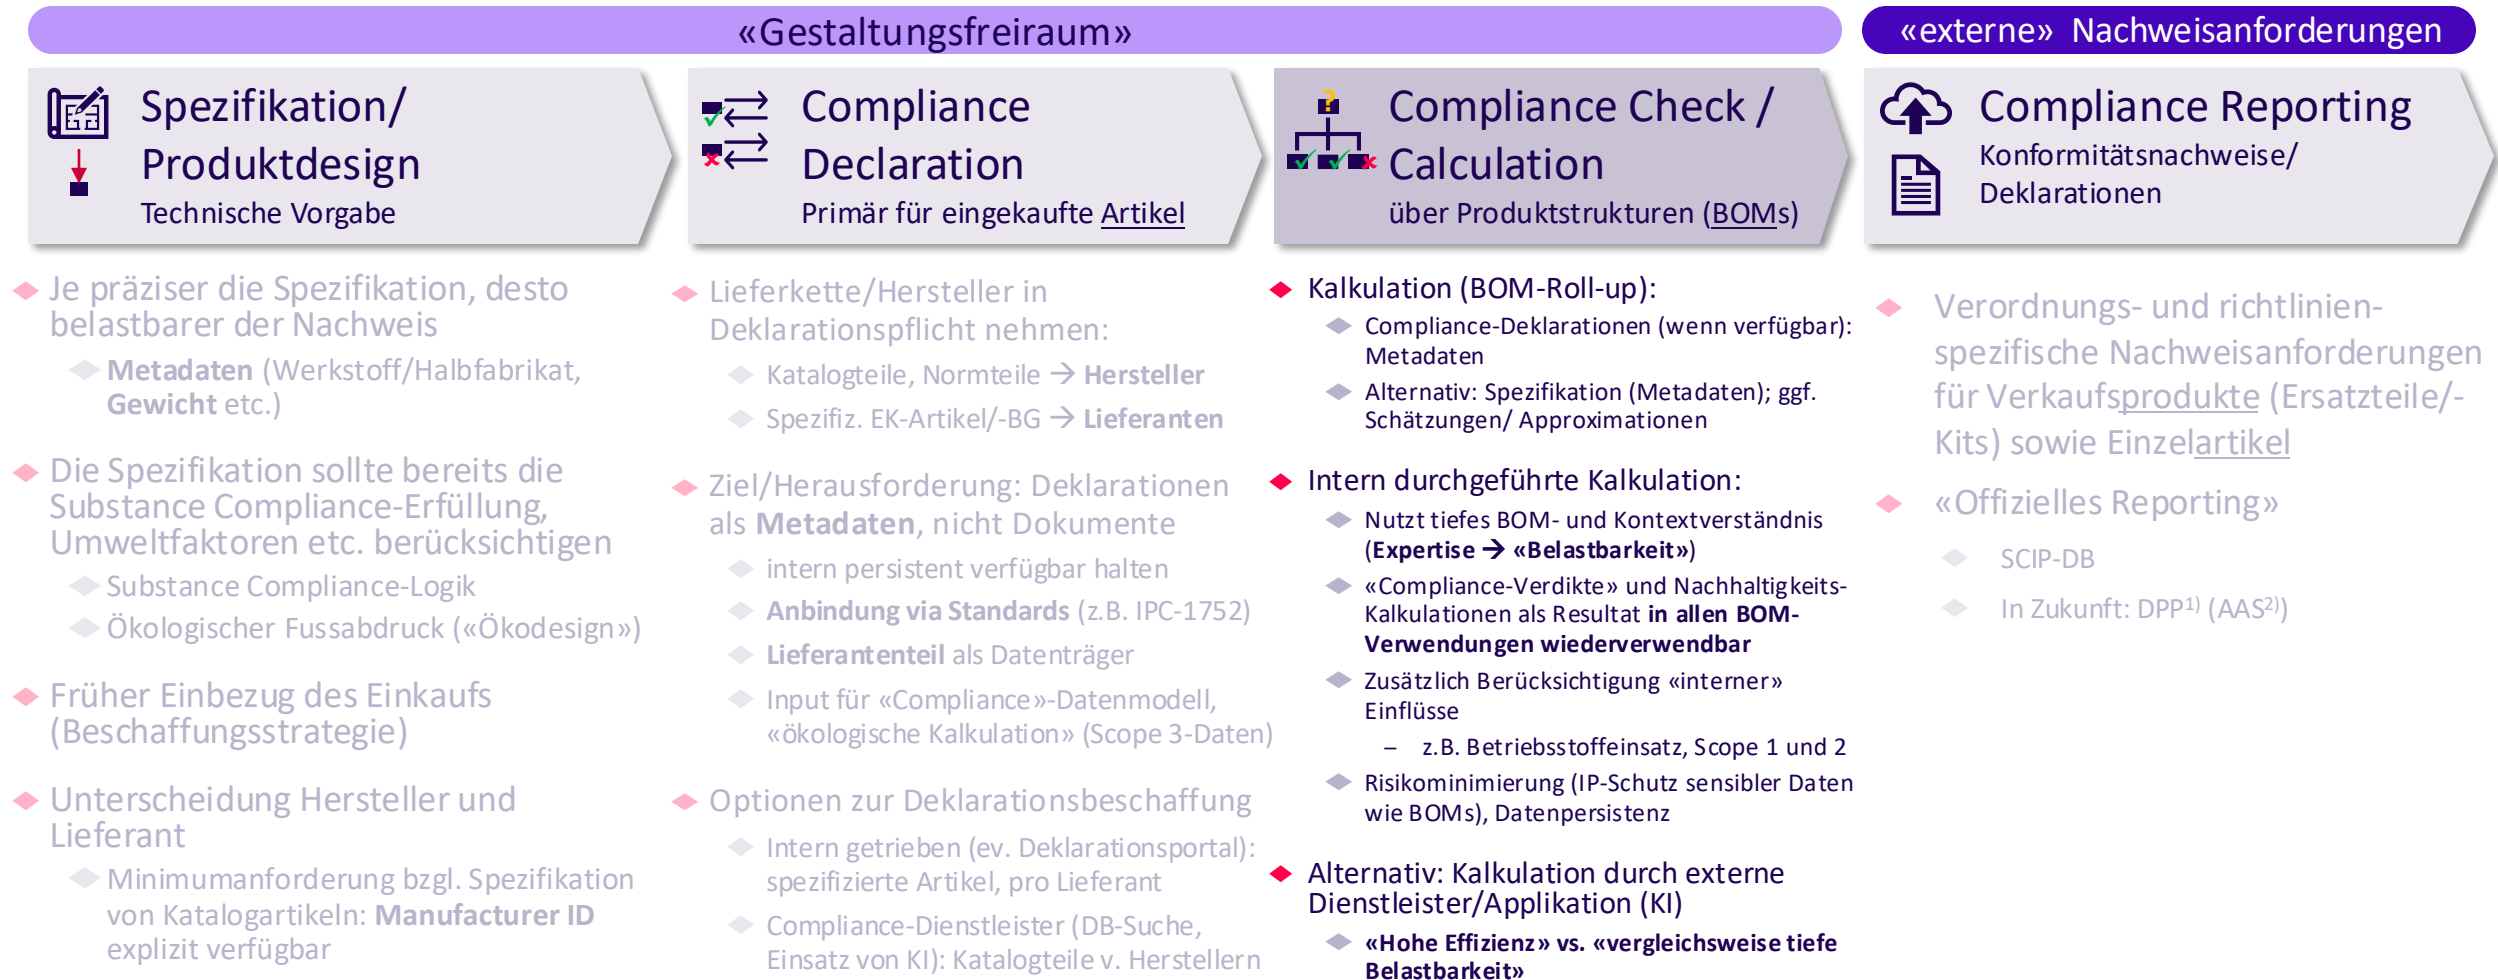 «Gestaltungsfreiraum»
«externe» Nachweisanforderungen
Spezifikation/
Produktdesign
Technische Vorgabe
Compliance
Declaration
Primär für eingekaufte Artikel
?
Compliance Check /
Calculation
über Produktstrukturen (BOMs)
Compliance Reporting
Konformitätsnachweise/
Deklarationen
Je präziser die Spezifikation, desto
belastbarer der Nachweis
Metadaten (Werkstoff/Halbfabrikat,
Gewicht etc.)
Die Spezifikation sollte bereits die
Substance Compliance-Erfüllung,
Umweltfaktoren etc. berücksichtigen
Substance Compliance-Logik
Ökologischer Fussabdruck («Ökodesign»)
Früher Einbezug des Einkaufs
(Beschaffungsstrategie)
Unterscheidung Hersteller und
Lieferant
Minimumanforderung bzgl. Spezifikation
von Katalogartikeln: Manufacturer ID
explizit verfügbar
Lieferkette/Hersteller in
Deklarationspflicht nehmen:
Katalogteile, Normteile → Hersteller
Spezifiz. EK-Artikel/-BG → Lieferanten
Ziel/Herausforderung: Deklarationen
als Metadaten, nicht Dokumente
intern persistent verfügbar halten
Anbindung via Standards (z.B. IPC-1752)
Lieferantenteil als Datenträger
Input für «Compliance»-Datenmodell,
«ökologische Kalkulation» (Scope 3-Daten)
Optionen zur Deklarationsbeschaffung
Intern getrieben (ev. Deklarationsportal):
spezifizierte Artikel, pro Lieferant
Compliance-Dienstleister (DB-Suche,
Einsatz von KI): Katalogteile v. Herstellern
Kalkulation (BOM-Roll-up):
Compliance-Deklarationen (wenn verfügbar):
Metadaten
Alternativ: Spezifikation (Metadaten); ggf.
Schätzungen/ Approximationen
Intern durchgeführte Kalkulation:
Nutzt tiefes BOM- und Kontextverständnis
(Expertise → «Belastbarkeit»)
«Compliance-Verdikte» und Nachhaltigkeits-
Kalkulationen als Resultat in allen BOM-
Verwendungen wiederverwendbar
Zusätzlich Berücksichtigung «interner»
Einflüsse
– z.B. Betriebsstoffeinsatz, Scope 1 und 2
Risikominimierung (IP-Schutz sensibler Daten
wie BOMs), Datenpersistenz
Alternativ: Kalkulation durch externe
Dienstleister/Applikation (KI)
«Hohe Effizienz» vs. «vergleichsweise tiefe
Belastbarkeit»
Verordnungs- und richtlinien-
spezifische Nachweisanforderungen
für Verkaufsprodukte (Ersatzteile/-
Kits) sowie Einzelartikel
«Offizielles Reporting»
SCIP-DB
In Zukunft: DPP1) (AAS2))